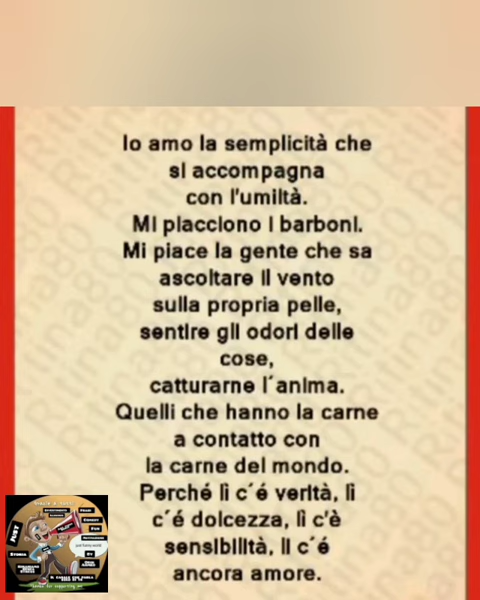 Io amo la semplicità che
si accompagna
con l'umiltà.
Mi piacciono i barboni.
Mi piace la gente che sa
ascoltare il vento
sulla propria pelle,
sentire gli odori delle
cose,
catturarne l´anima.
Quelli che hanno la carne
a contatto con
la carne del mondo.
Perché lì c´é verità, lì
c´é dolcezza, lì c'è
sensibilità, lì c´é
ancora amore.
JUST